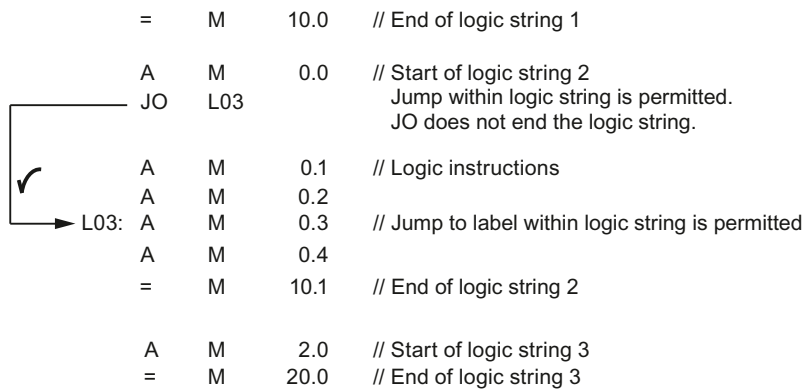 = M 10.0 // End of logic string 1
A M 0.0 // Start of logic string 2
JO L03 Jump within logic string is permitted.
JO does not end the logic string.
A M 0.1 // Logic instructions
A M 0.2
L03: A M 0.3 // Jump to label within logic string is permitted
A M 0.4
= M 10.1 // End of logic string 2
A M 2.0 // Start of logic string 3
= M 20.0 // End of logic string 3